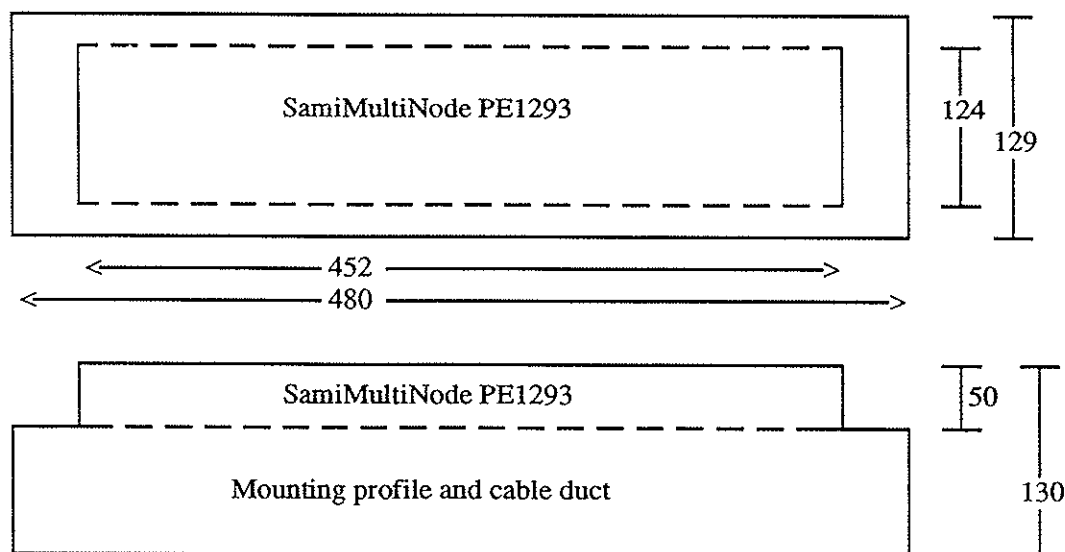 SamiMultiNode PE1293
124
129
452
480
SamiMultiNode PE1293
50
Mounting profile and cable duct
130